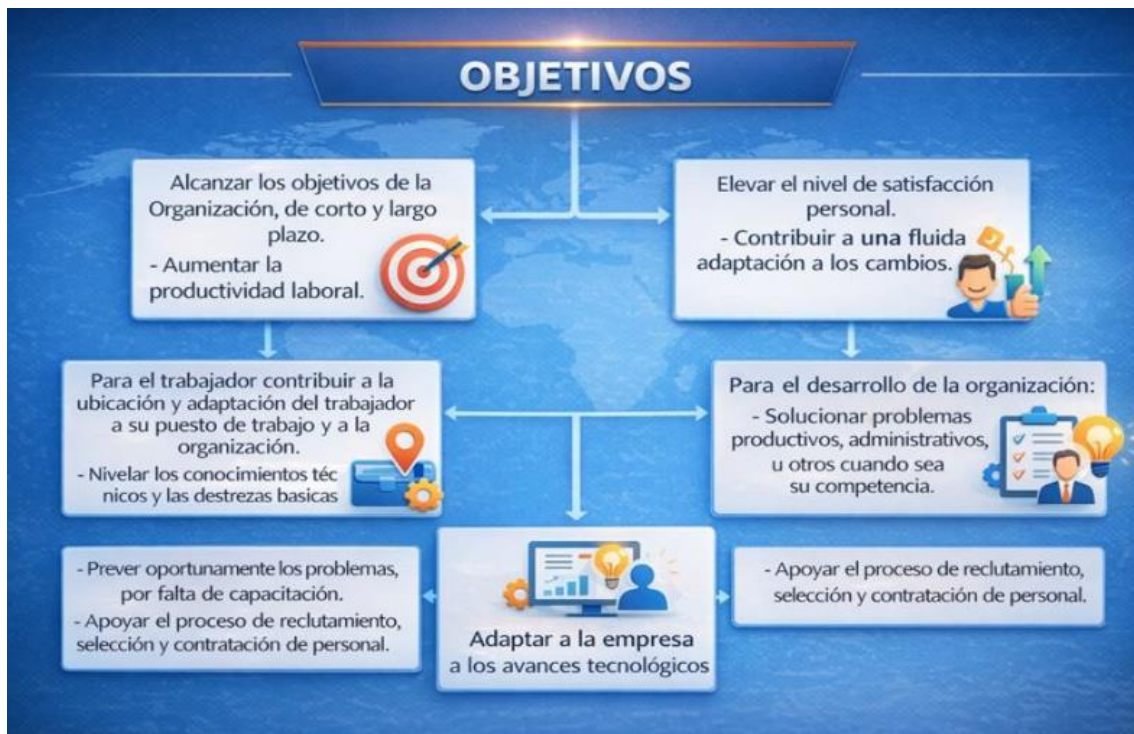 OBJETIVOS
Alcanzar los objetivos de la
Organización, de corto y largo
plazo.
- Aumentar la
productividad laboral.
Elevar el nivel de satisfacción
personal.
- Contribuir a una fluida
adaptación a los cambios.
Para el trabajador contribuir a la
ubicación y adaptación del trabajador
a su puesto de trabajo y a la
organización.
- Nivelar los conocimientos téc
nicos y las destrezas basicas
Para el desarrollo de la organización:
- Solucionar problemas
productivos, administrativos,
u otros cuando sea
su competencia.
- Prever oportunamente los problemas,
por falta de capacitación.
- Apoyar el proceso de reclutamiento,
selección y contratación de personal.
Adaptar a la empresa
a los avances tecnológicos
- Apoyar el proceso de reclutamiento,
selección y contratación de personal.